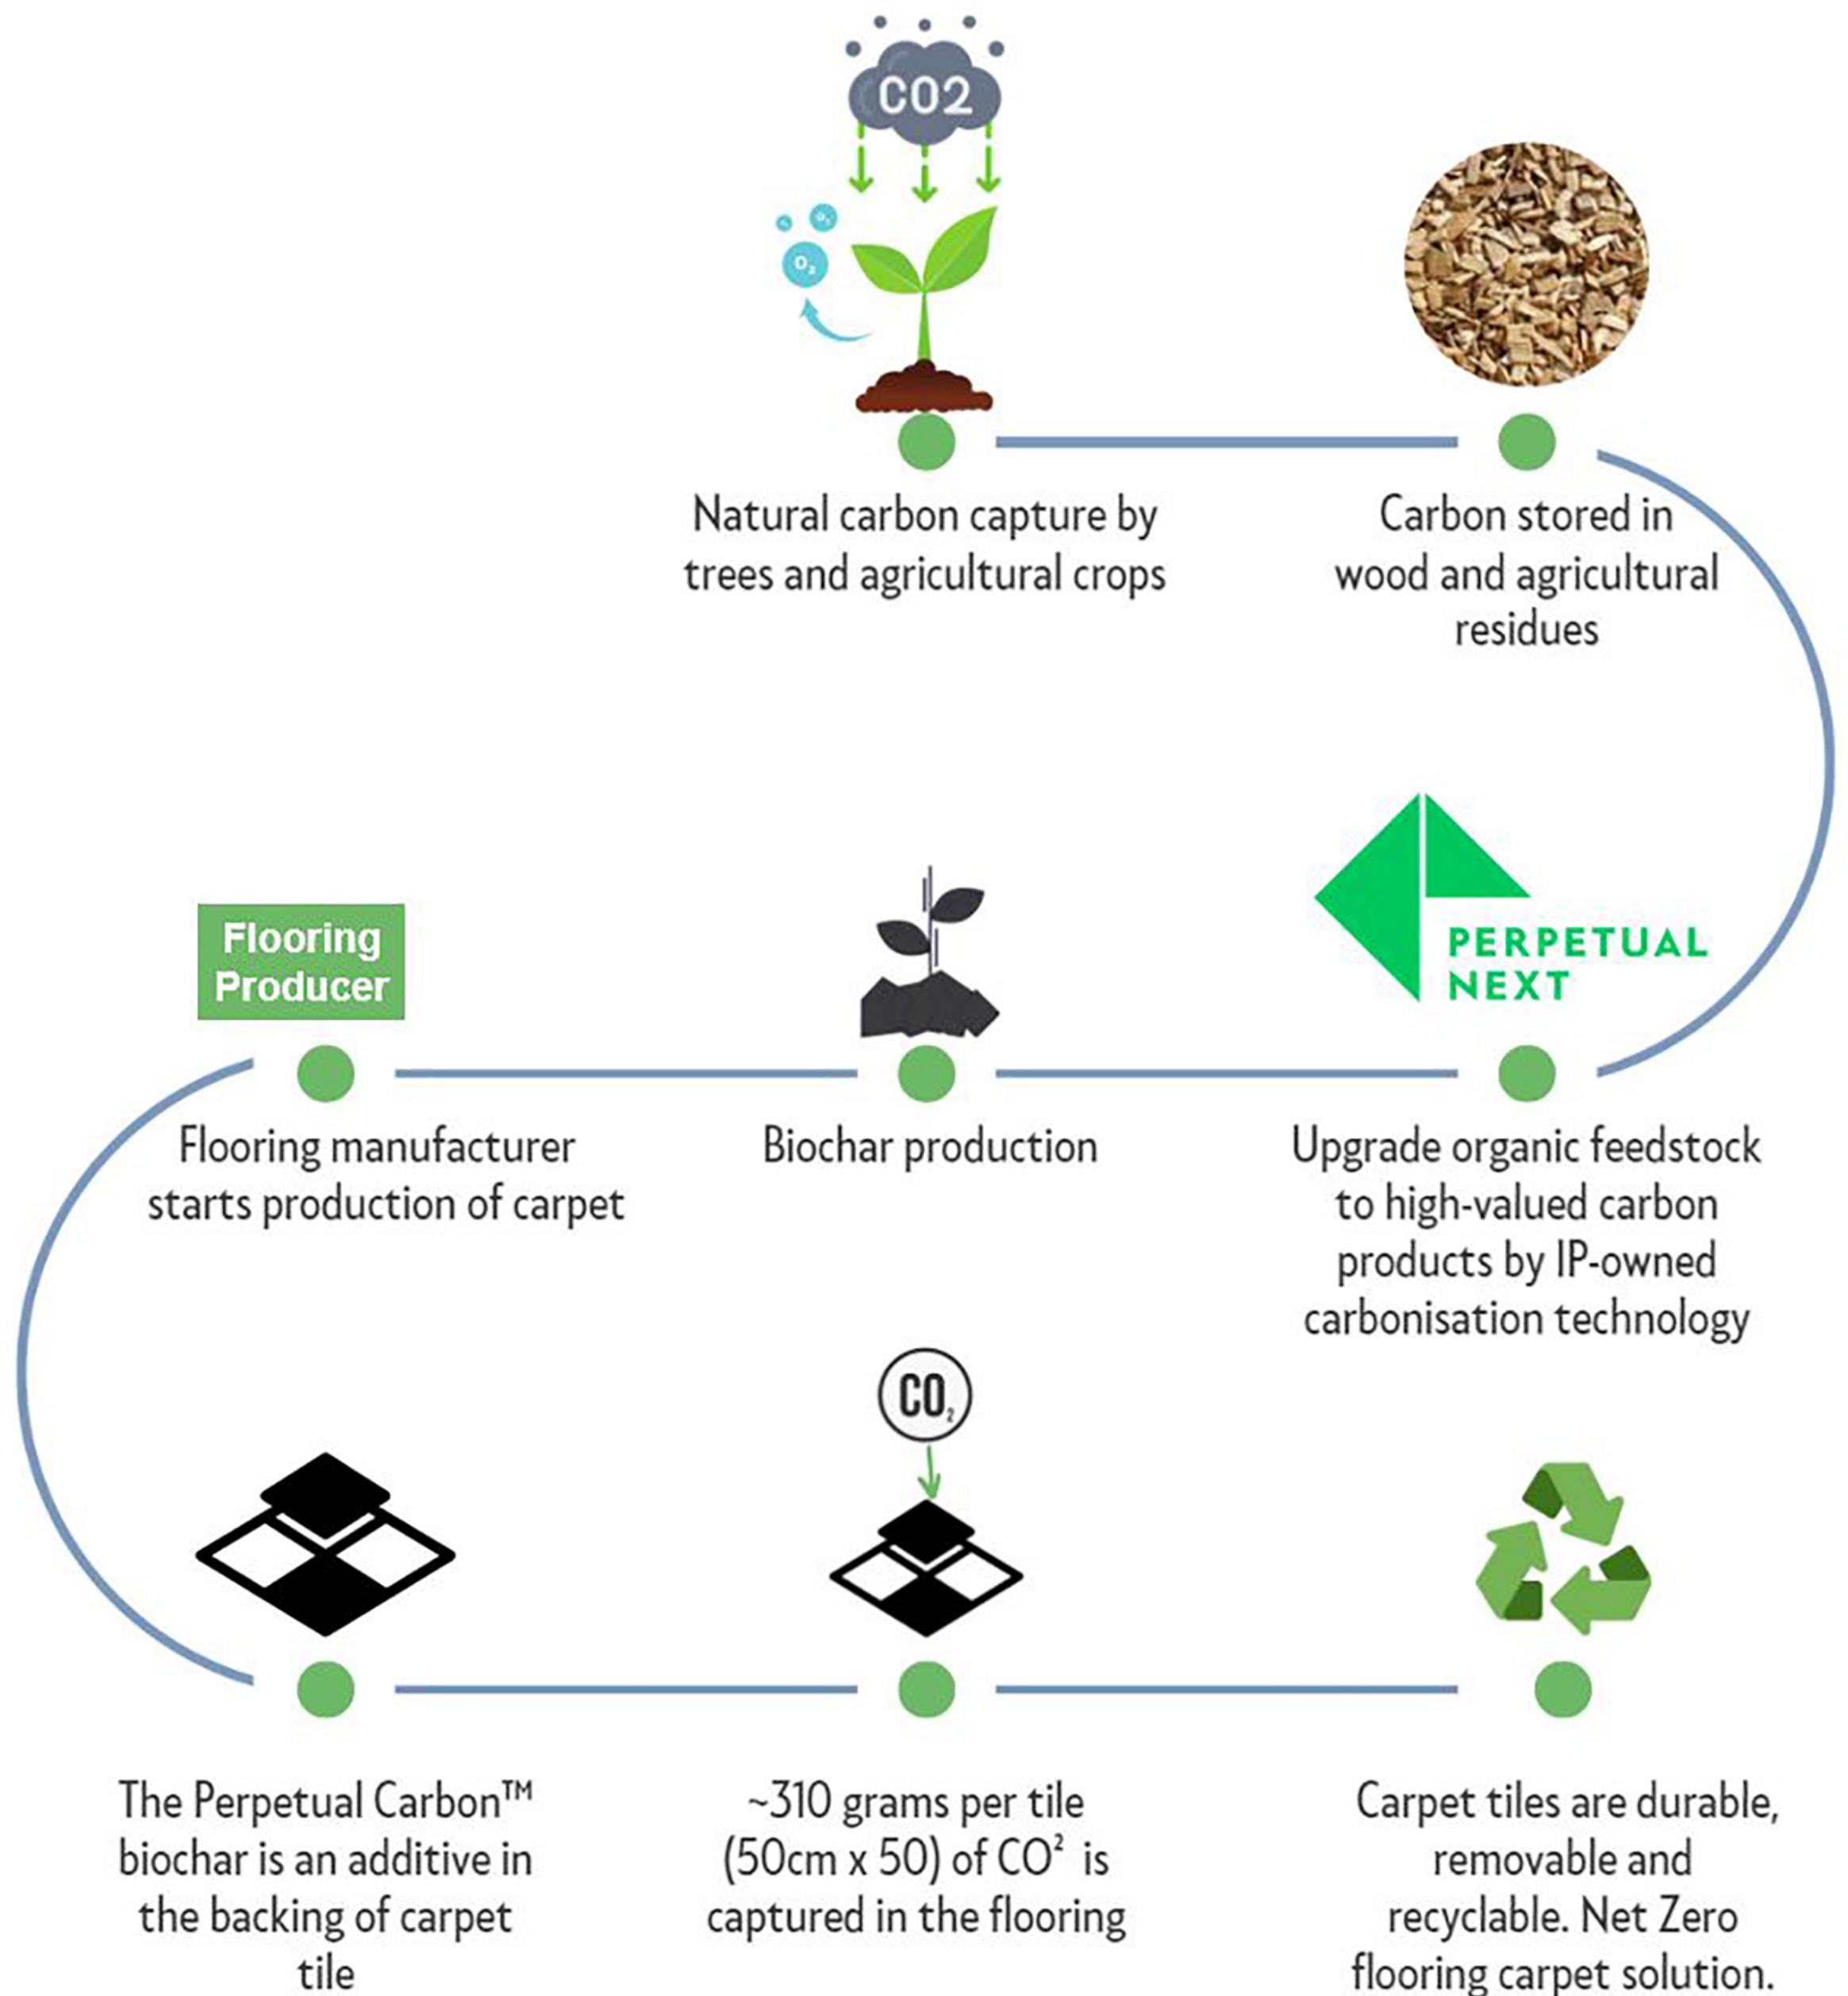 CO2
O₂
O₂
Natural carbon capture by
trees and agricultural crops
Carbon stored in
wood and agricultural
residues
PERPETUAL
NEXT
Upgrade organic feedstock
to high-valued carbon
products by IP-owned
carbonisation technology
Biochar production
Flooring
Producer
Flooring manufacturer
starts production of carpet
The Perpetual Carbon™
biochar is an additive in
the backing of carpet
tile
CO₂
~310 grams per tile
(50cm x 50) of CO² is
captured in the flooring
Carpet tiles are durable,
removable and
recyclable. Net Zero
flooring carpet solution.